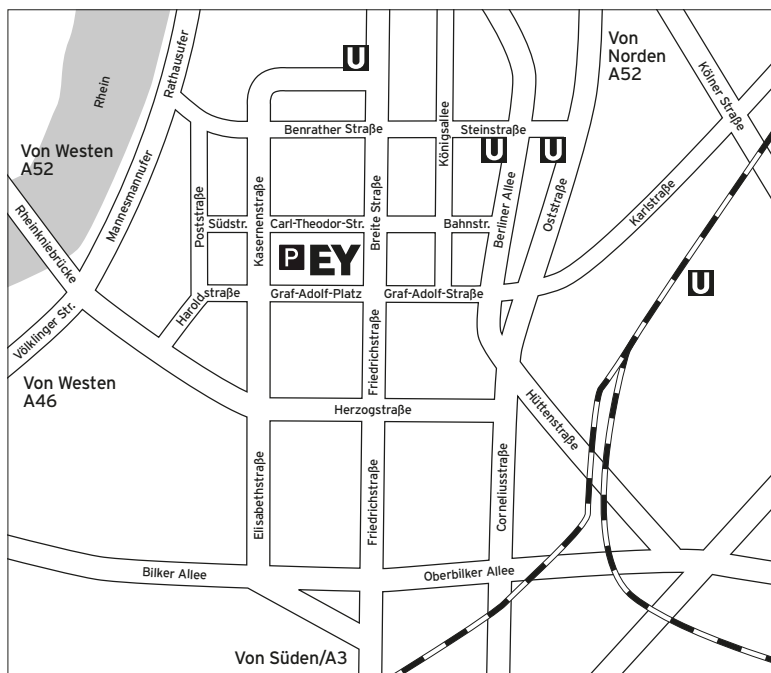 U
Von
Norden
A52
Kölner Straße
Rathausufer
Rhein
Benrather Straße
Steinstraße
Königsallee
U
U
Von Westen
A52
Mannesmannufer
Poststraße
Kasernenstraße
Breite Straße
Berliner Allee
Oststraße
Karlstraße
Rheinkniebrücke
Südstr.
Carl-Theodor-Str.
Bahnstr.
P EY
U
Haroldstraße
Graf-Adolf-Platz
Graf-Adolf-Straße
Völklinger Str.
Von Westen
A46
Friedrichstraße
Herzogstraße
Hüttenstraße
Elisabethstraße
Friedrichstraße
Corneliusstraße
Bilker Allee
Oberbilker Allee
Von Süden/A3